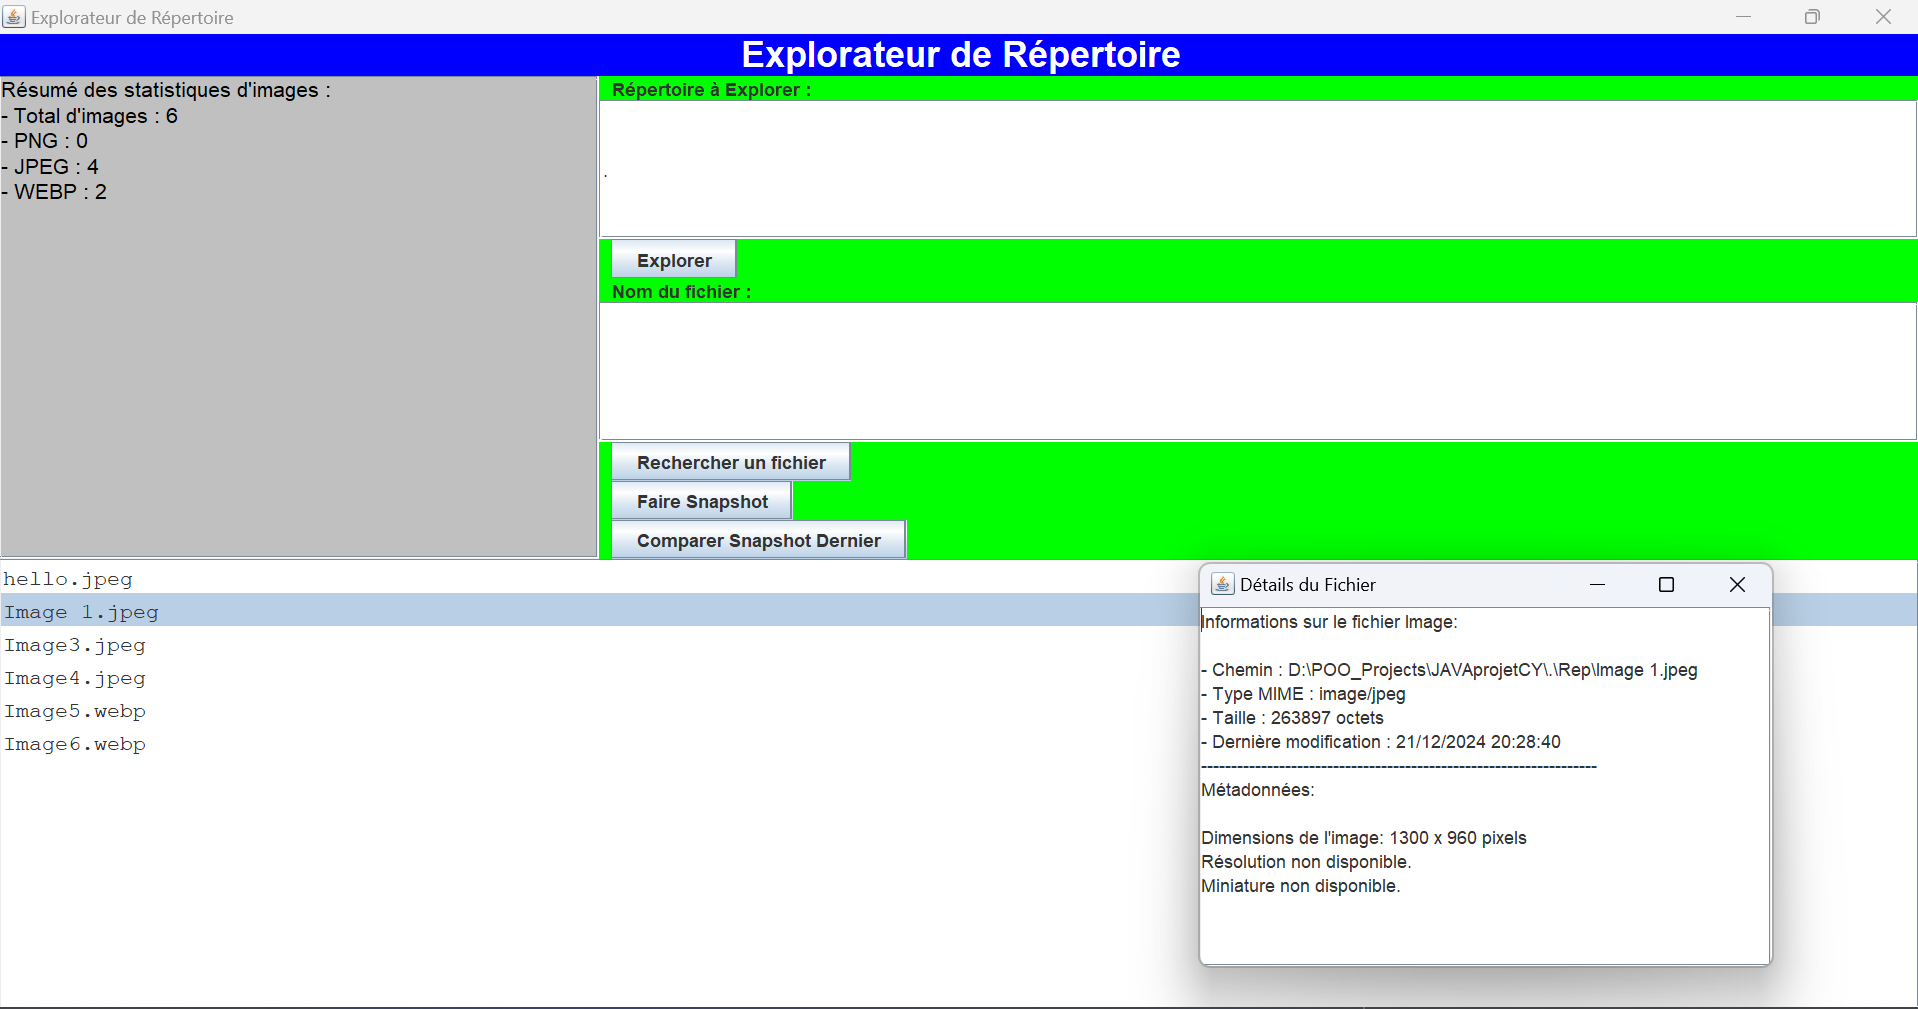 Explorateur de Répertoire
Explorateur de Répertoire
Résumé des statistiques d'images :
- Total d'images : 6
- PNG : 0
- JPEG : 4
- WEBP : 2
Répertoire à Explorer :
.
Explorer
Nom du fichier :
Rechercher un fichier
Faire Snapshot
Comparer Snapshot Dernier
hello.jpeg
Image 1.jpeg
Image3.jpeg
Image4.jpeg
Image5.webp
Image6.webp
Détails du Fichier
Informations sur le fichier Image:
- Chemin : D:\POO_Projects\JAVAprojetCY\.\Rep\Image 1.jpeg
- Type MIME : image/jpeg
- Taille : 263897 octets
- Dernière modification : 21/12/2024 20:28:40
------------------------------------------------------------------
Métadonnées:
Dimensions de l'image: 1300 x 960 pixels
Résolution non disponible.
Miniature non disponible.